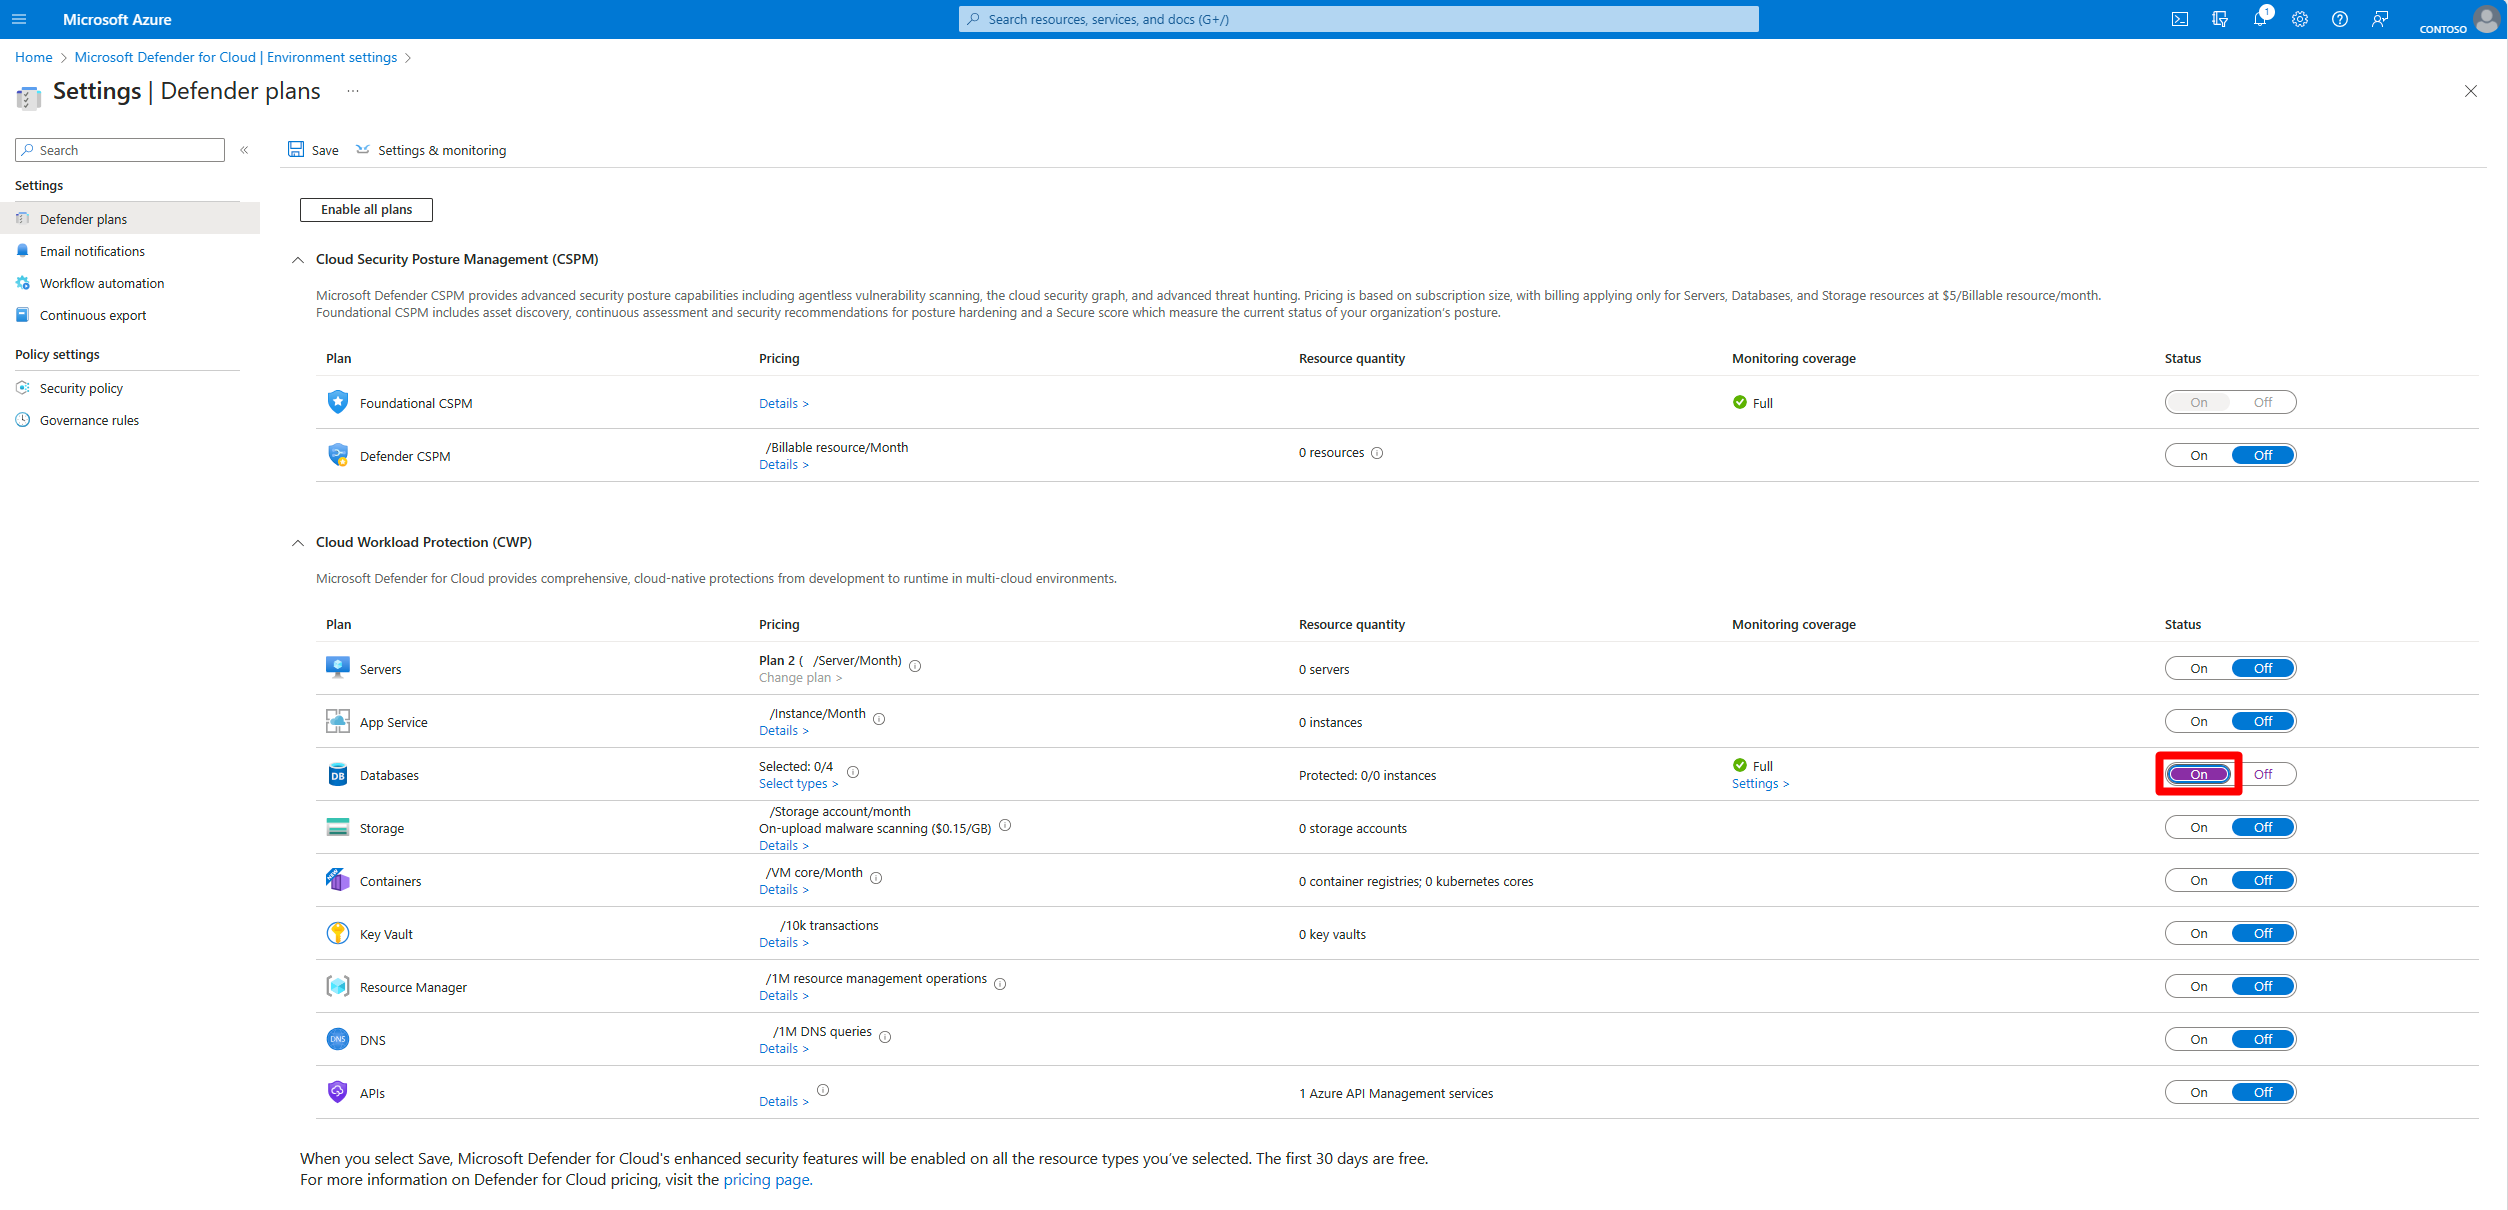 Microsoft Azure
Search resources, services, and docs (G+/)
1
CONTOSO
Home > Microsoft Defender for Cloud | Environment settings >
Settings | Defender plans ...
Search
«
Save
Settings & monitoring
Settings
Defender plans
Email notifications
Workflow automation
Continuous export
Policy settings
Security policy
Governance rules
Enable all plans
Cloud Security Posture Management (CSPM)
Microsoft Defender CSPM provides advanced security posture capabilities including agentless vulnerability scanning, the cloud security graph, and advanced threat hunting. Pricing is based on subscription size, with billing applying only for Servers, Databases, and Storage resources at $5/Billable resource/month.
Foundational CSPM includes asset discovery, continuous assessment and security recommendations for posture hardening and a Secure score which measure the current status of your organization's posture.
Plan Pricing Resource quantity Monitoring coverage Status
Foundational CSPM Details > Full On Off
Defender CSPM /Billable resource/Month 0 resources On Off
Details >
Cloud Workload Protection (CWP)
Microsoft Defender for Cloud provides comprehensive, cloud-native protections from development to runtime in multi-cloud environments.
Plan Pricing Resource quantity Monitoring coverage Status
Servers Plan 2 ( /Server/Month) 0 servers On Off
Change plan >
App Service /Instance/Month 0 instances On Off
Details >
Databases Selected: 0/4 Protected: 0/0 instances Full On Off
Select types > Settings >
/Storage account/month
Storage On-upload malware scanning ($0.15/GB) 0 storage accounts On Off
Details >
NEW
Containers /VM core/Month 0 container registries; 0 kubernetes cores On Off
Details >
Key Vault /10k transactions 0 key vaults On Off
Details >
Resource Manager /1M resource management operations On Off
Details >
DNS DNS /1M DNS queries On Off
Details >
APIs Details > 1 Azure API Management services On Off
When you select Save, Microsoft Defender for Cloud's enhanced security features will be enabled on all the resource types you've selected. The first 30 days are free.
For more information on Defender for Cloud pricing, visit the pricing page.